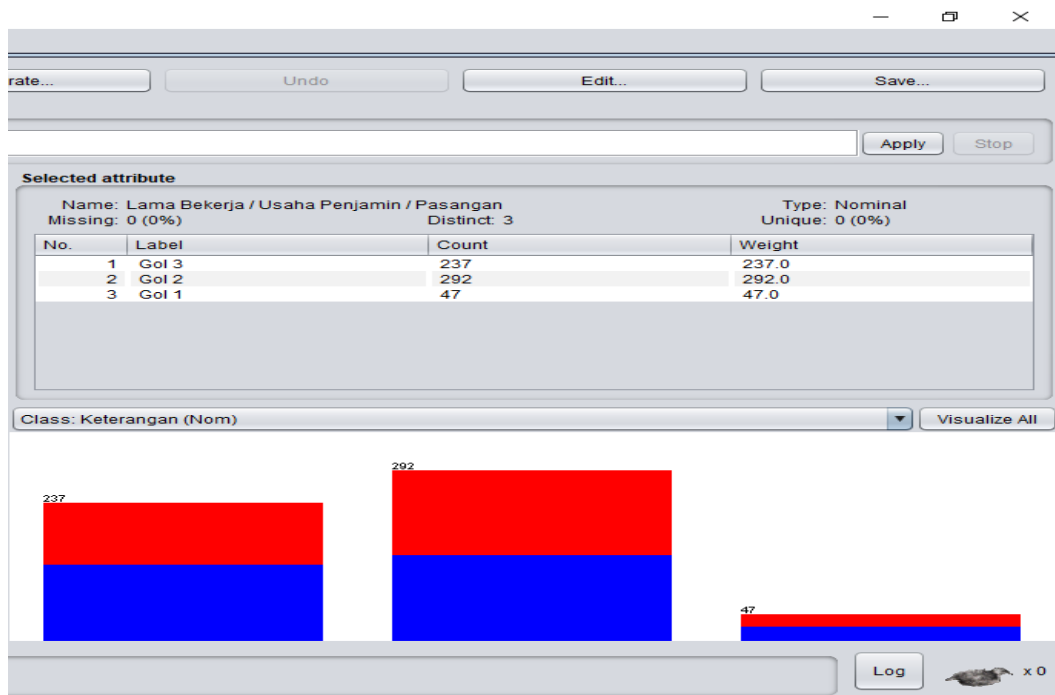 rate... Undo Edit... Save...
Apply Stop
Selected attribute
Name: Lama Bekerja / Usaha Penjamin / Pasangan Type: Nominal
Missing: 0 (0%) Distinct: 3 Unique: 0 (0%)
No. Label Count Weight
1 Gol 3 237 237.0
2 Gol 2 292 292.0
3 Gol 1 47 47.0
Class: Keterangan (Nom) Visualize All
292
237
47
Log x 0